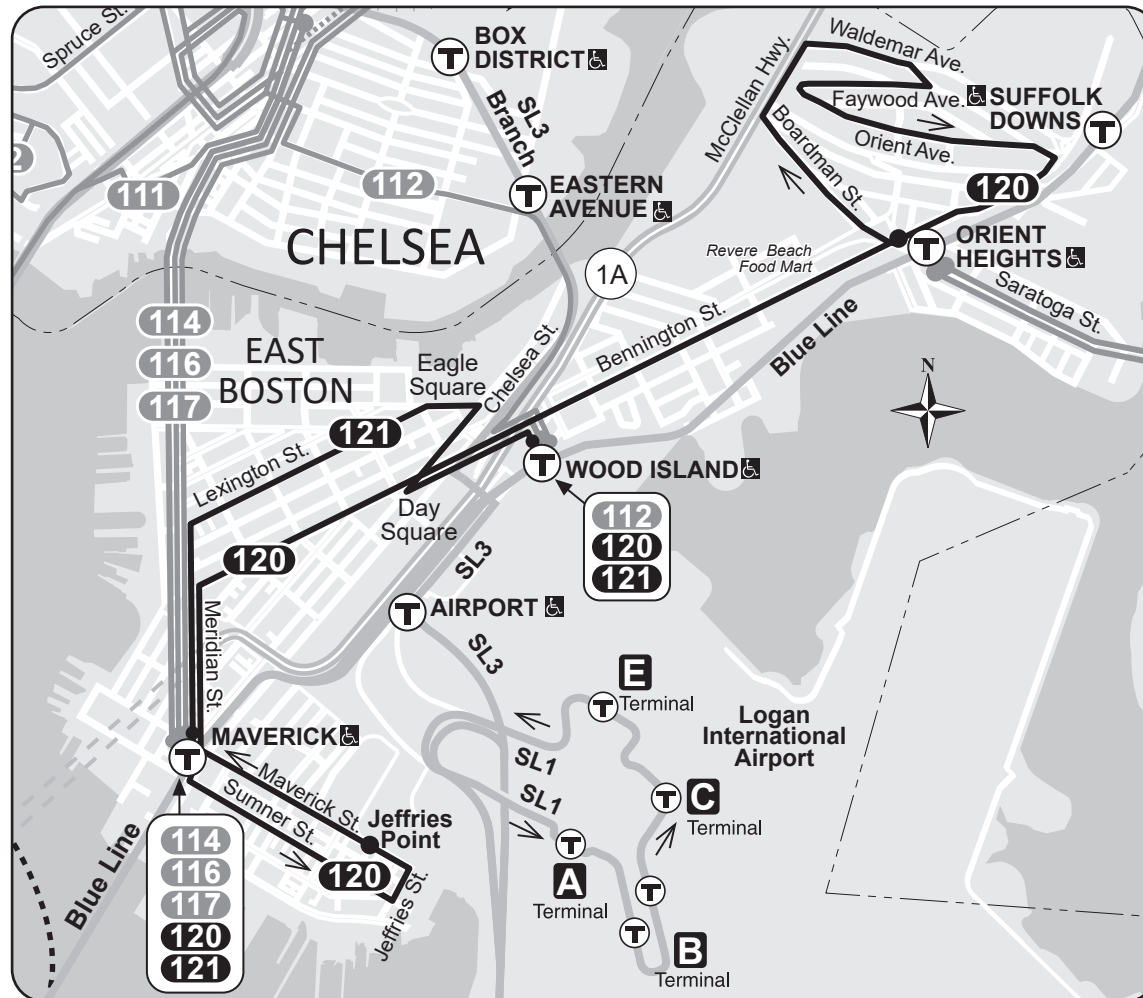 Spruce St.
BOX
DISTRICT
SL3
Branch
McClellan Hwy.
Waldemar Ave.
Faywood Ave.
SUFFOLK
DOWNS
Orient Ave.
Boardman St.
2
111
112
EASTERN
AVENUE
120
CHELSEA
Revere Beach
Food Mart
ORIENT
HEIGHTS
1A
Saratoga St.
114
116
117
EAST
BOSTON
Eagle
Square
Chelsea St.
Bennington St.
Blue Line
N
121
Lexington St.
WOOD ISLAND
Day
Square
112
120
121
120
SL3
AIRPORT
Meridian St.
SL3
E
Terminal
Logan
International
Airport
MAVERICK
SL1
SL1
Maverick St.
Sumner St.
Jeffries
Point
C
Terminal
120
Jeffries St.
A
Terminal
B
Terminal
Blue Line
114
116
117
120
121
T
T
T
T
T
T
T
T
T
T
T
T
T